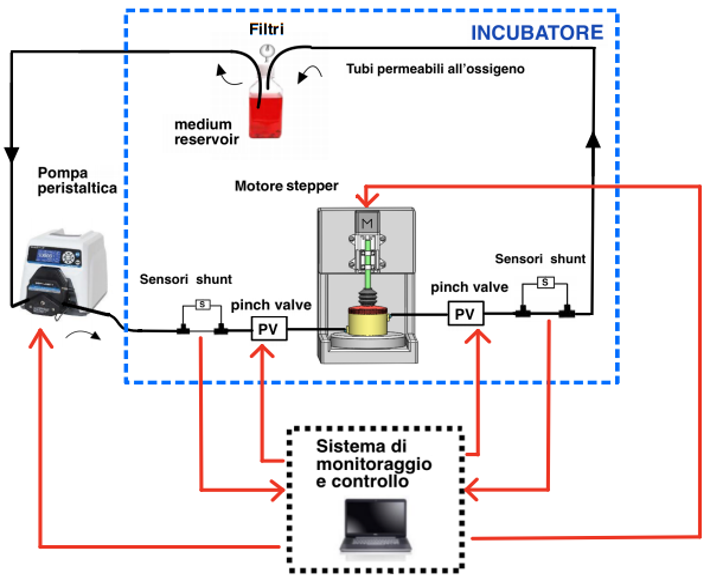 INCUBATORE
Filtri
Tubi permeabili all'ossigeno
medium
reservoir
Pompa
peristaltica
Motore stepper
M
Sensori shunt
S
pinch valve
PV
pinch valve
PV
Sensori shunt
S
Sistema di
monitoraggio
e controllo